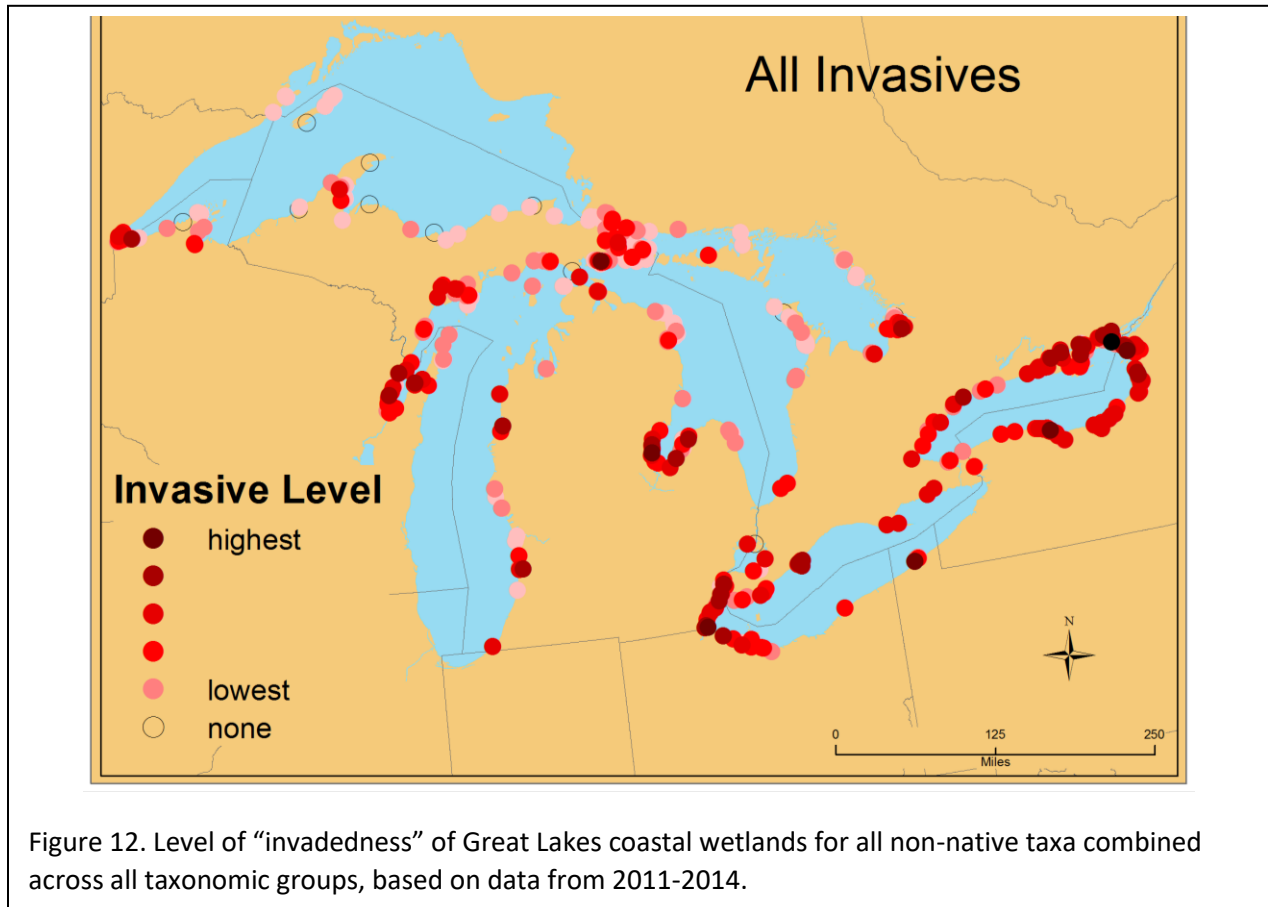 All Invasives
Invasive Level
highest
lowest
none
N
0 125 250
Miles
Figure 12. Level of “invadedness” of Great Lakes coastal wetlands for all non-native taxa combined
across all taxonomic groups, based on data from 2011-2014.